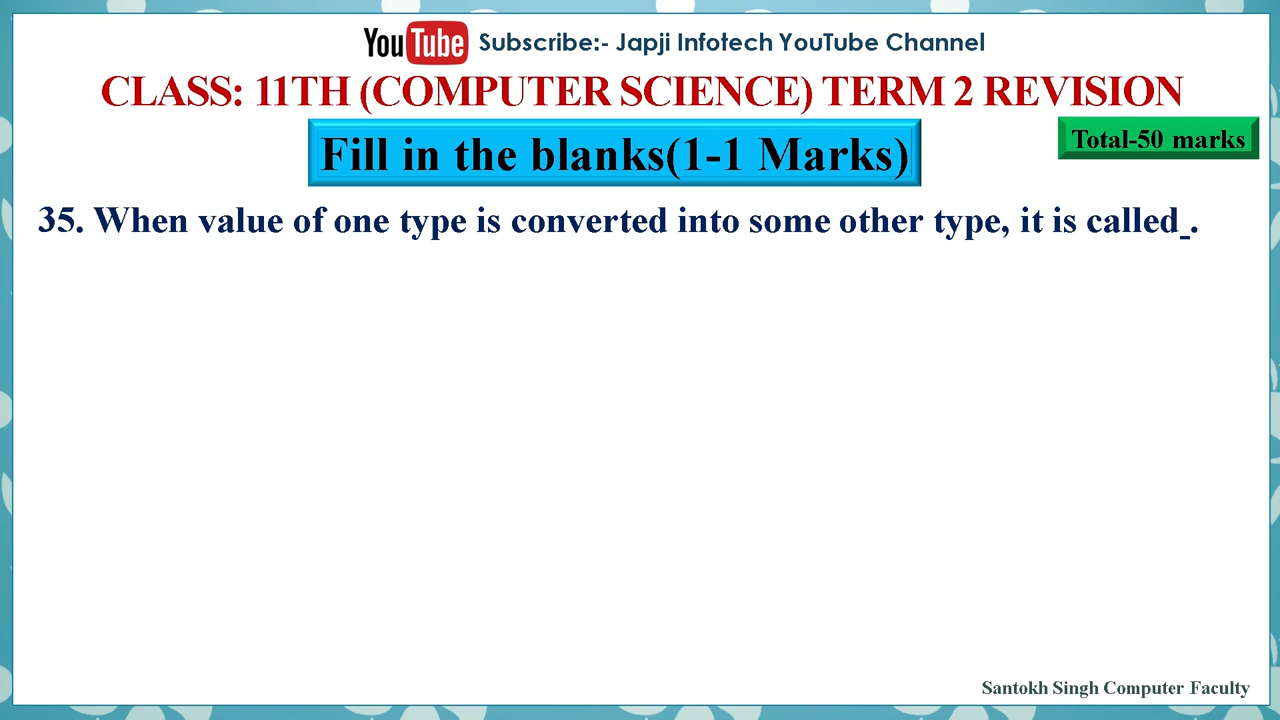 YouTube Subscribe:- Japji Infotech YouTube Channel
CLASS: 11TH (COMPUTER SCIENCE) TERM 2 REVISION
Fill in the blanks(1-1 Marks)
Total-50 marks
35. When value of one type is converted into some other type, it is called_.
Santokh Singh Computer Faculty